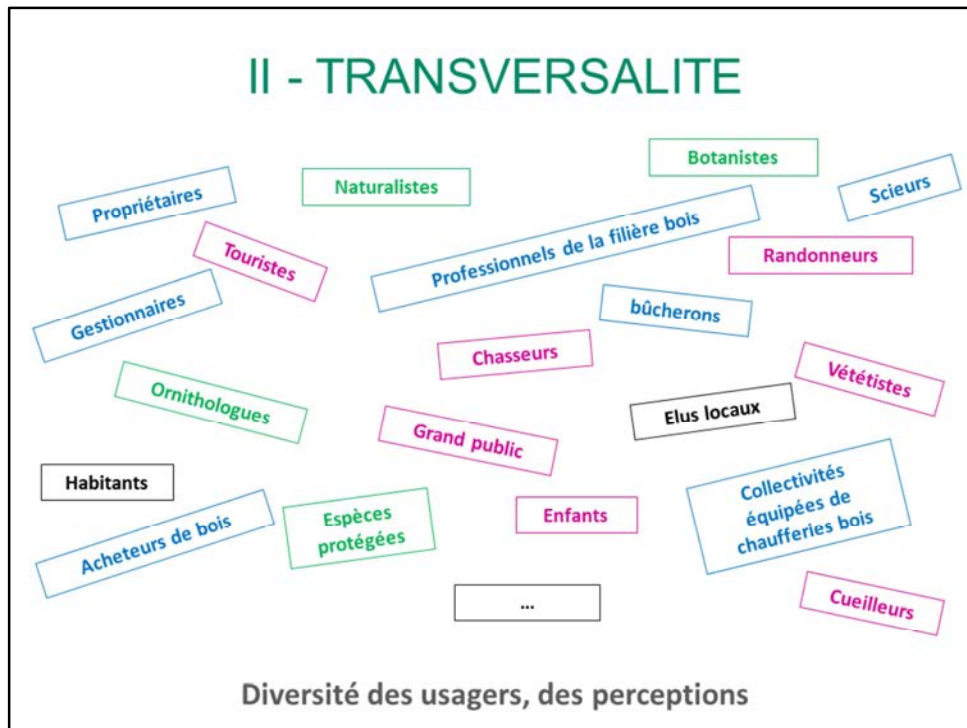 II - TRANSVERSALITE
Botanistes
Naturalistes
Scieurs
Propriétaires
Professionnels de la filière bois
Touristes
Randonneurs
Gestionnaires
bûcherons
Chasseurs
Vététistes
Ornithologues
Elus locaux
Grand public
Habitants
Collectivités
équipées de
chaufferies bois
Acheteurs de bois
Espèces
protégées
Enfants
...
Cueilleurs
Diversité des usagers, des perceptions